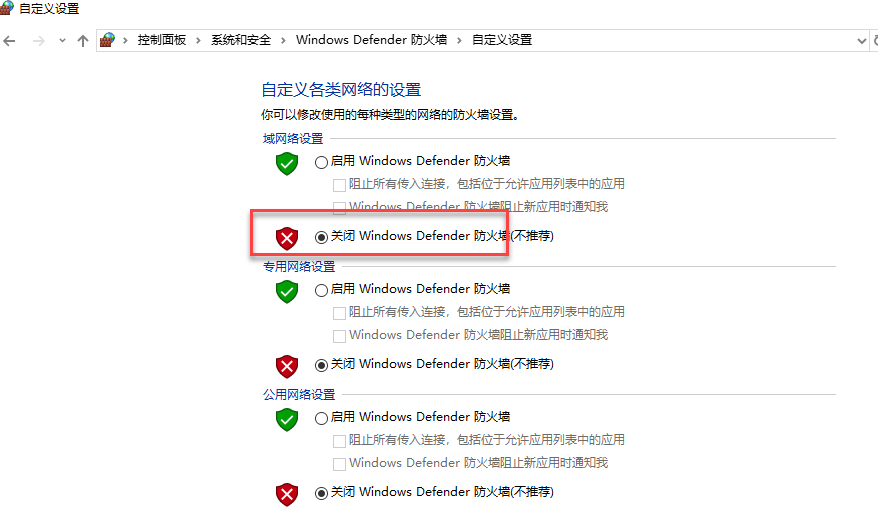 自定义设置
控制面板 › 系统和安全 › Windows Defender 防火墙 › 自定义设置
自定义各类网络的设置
你可以修改使用的每种类型的网络的防火墙设置。
域网络设置
启用 Windows Defender 防火墙
阻止所有传入连接，包括位于允许应用列表中的应用
Windows Defender 防火墙阻止新应用时通知我
关闭 Windows Defender 防火墙(不推荐)
专用网络设置
启用 Windows Defender 防火墙
阻止所有传入连接，包括位于允许应用列表中的应用
Windows Defender 防火墙阻止新应用时通知我
关闭 Windows Defender 防火墙(不推荐)
公用网络设置
启用 Windows Defender 防火墙
阻止所有传入连接，包括位于允许应用列表中的应用
Windows Defender 防火墙阻止新应用时通知我
关闭 Windows Defender 防火墙(不推荐)